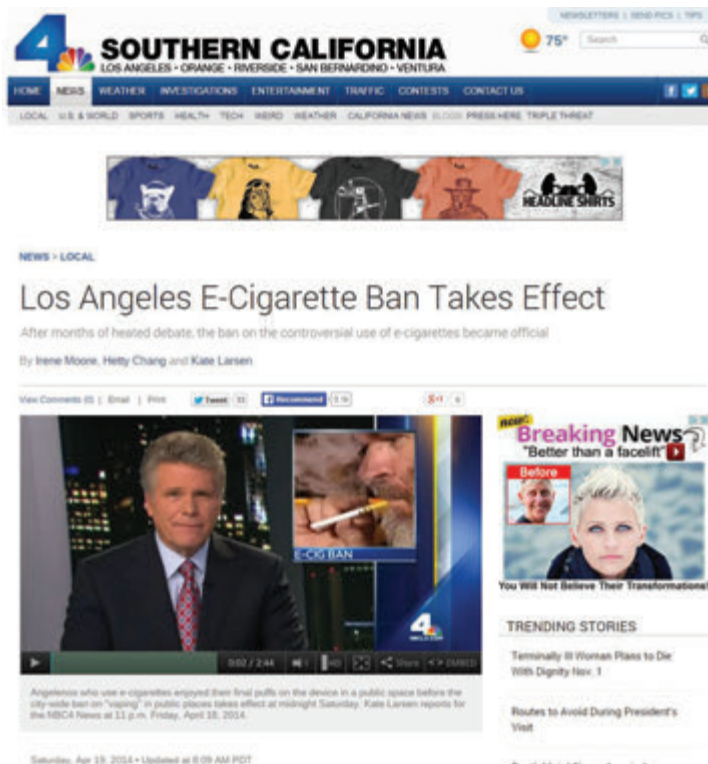 NEWSLETTERS | SEND PICS | TIPS
4
SOUTHERN CALIFORNIA
LOS ANGELES • ORANGE • RIVERSIDE • SAN BERNARDINO • VENTURA
75°
Search
HOME NEWS WEATHER INVESTIGATIONS ENTERTAINMENT TRAFFIC CONTESTS CONTACT US
LOCAL U.S. & WORLD SPORTS HEALTH TECH WEIRD WEATHER CALIFORNIA NEWS BLOGS: PRESS HERE TRIPLE THREAT
HEADLINE SHIRTS
NEWS > LOCAL
Los Angeles E-Cigarette Ban Takes Effect
After months of heated debate, the ban on the controversial use of e-cigarettes became official
By Irene Moore, Hetty Chang and Kate Larsen
View Comments (0) | Email | Print
Tweet 33
Recommend
E-CIG BAN
4
0:02 / 2:44
HD
Share
<> EMBED
Angelenos who use e-cigarettes enjoyed their final puffs on the device in a public space before the
city-wide ban on "vaping" in public places takes effect at midnight Saturday. Kate Larsen reports for
the NBC4 News at 11 p.m. Friday, April 18, 2014.
Saturday, Apr 19, 2014 • Updated at 8:09 AM PDT
new!
Breaking News
"Better than a facelift"
Before
You Will Not Believe Their Transformations!
TRENDING STORIES
Terminally Ill Woman Plans to Die
With Dignity Nov. 1
Routes to Avoid During President's
Visit